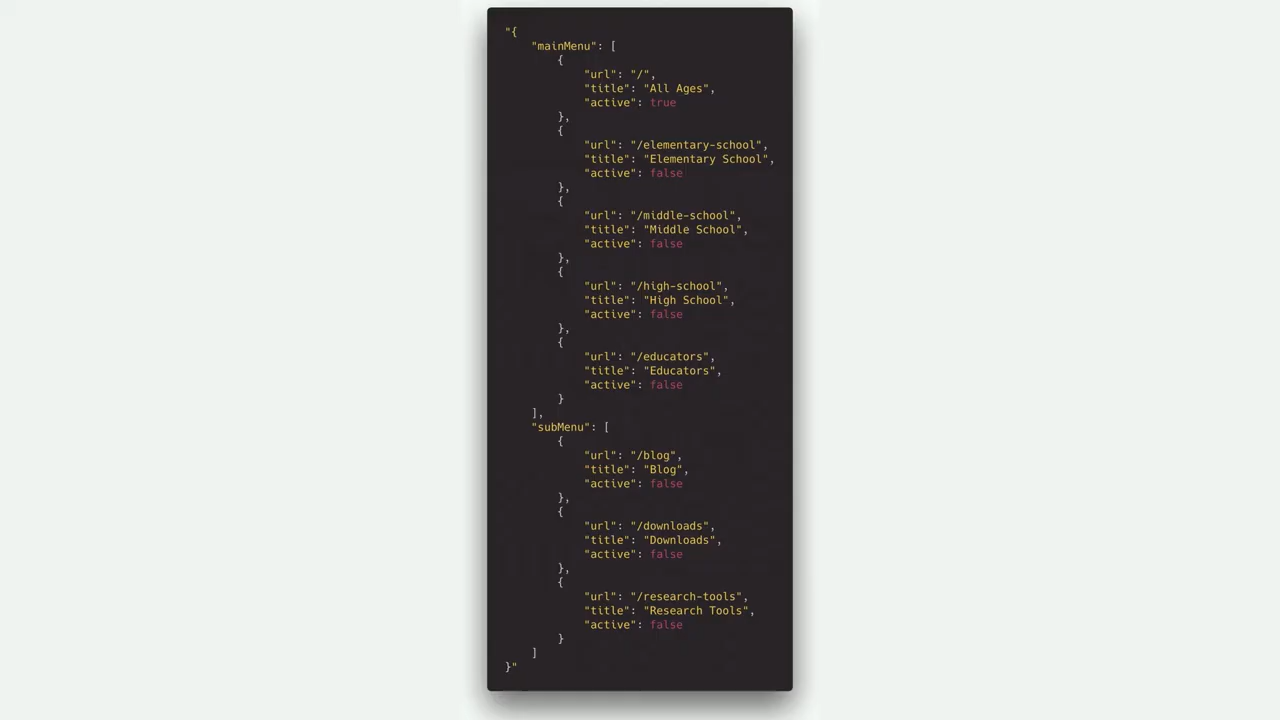 "{
    "mainMenu": [
        {
            "url": "/",
            "title": "All Ages",
            "active": true
        },
        {
            "url": "/elementary-school",
            "title": "Elementary School",
            "active": false
        },
        {
            "url": "/middle-school",
            "title": "Middle School",
            "active": false
        },
        {
            "url": "/high-school",
            "title": "High School",
            "active": false
        },
        {
            "url": "/educators",
            "title": "Educators",
            "active": false
        }
    ],
    "subMenu": [
        {
            "url": "/blog",
            "title": "Blog",
            "active": false
        },
        {
            "url": "/downloads",
            "title": "Downloads",
            "active": false
        },
        {
            "url": "/research-tools",
            "title": "Research Tools",
            "active": false
        }
    ]
}"